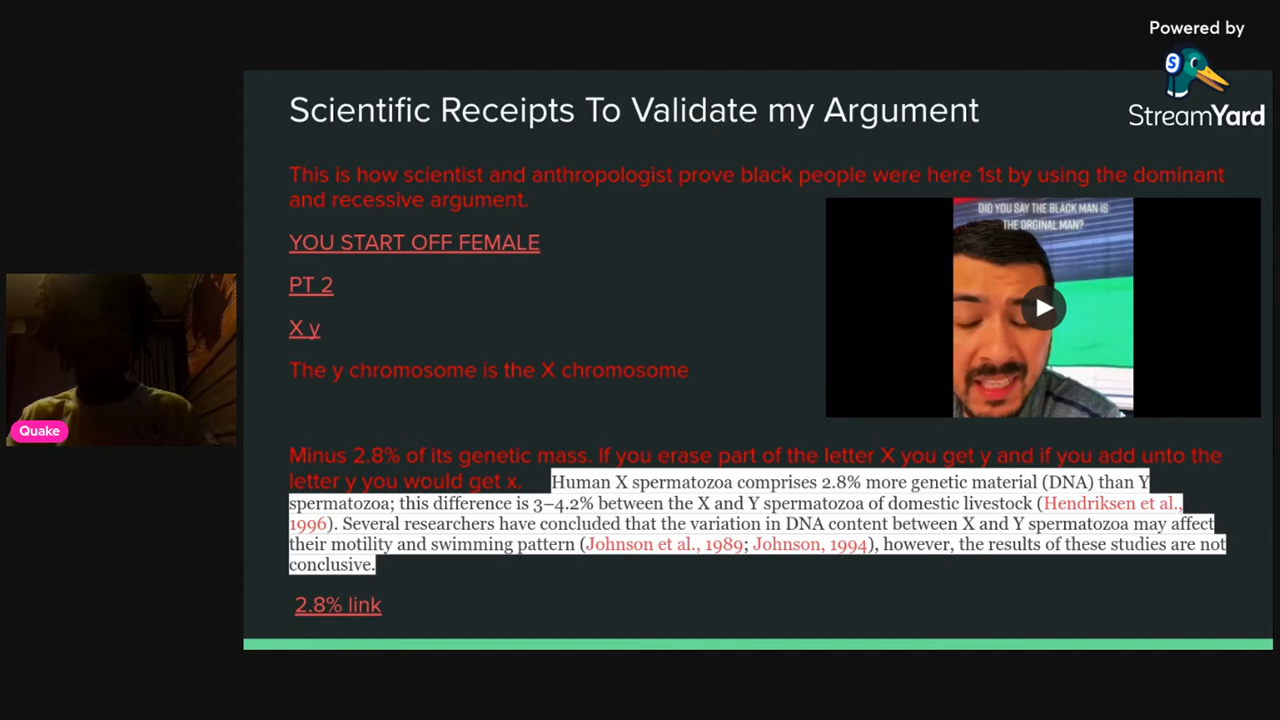 Powered by
S
StreamYard
Scientific Receipts To Validate my Argument
This is how scientist and anthropologist prove black people were here 1st by using the dominant
and recessive argument.
DID YOU SAY THE BLACK MAN IS
THE ORGINAL MAN?
YOU START OFF FEMALE
PT 2
X y
The y chromosome is the X chromosome
Quake
Minus 2.8% of its genetic mass. If you erase part of the letter X you get y and if you add unto the
letter y you would get x. Human X spermatozoa comprises 2.8% more genetic material (DNA) than Y
spermatozoa; this difference is 3–4.2% between the X and Y spermatozoa of domestic livestock (Hendriksen et al.,
1996). Several researchers have concluded that the variation in DNA content between X and Y spermatozoa may affect
their motility and swimming pattern (Johnson et al., 1989; Johnson, 1994), however, the results of these studies are not
conclusive.
2.8% link